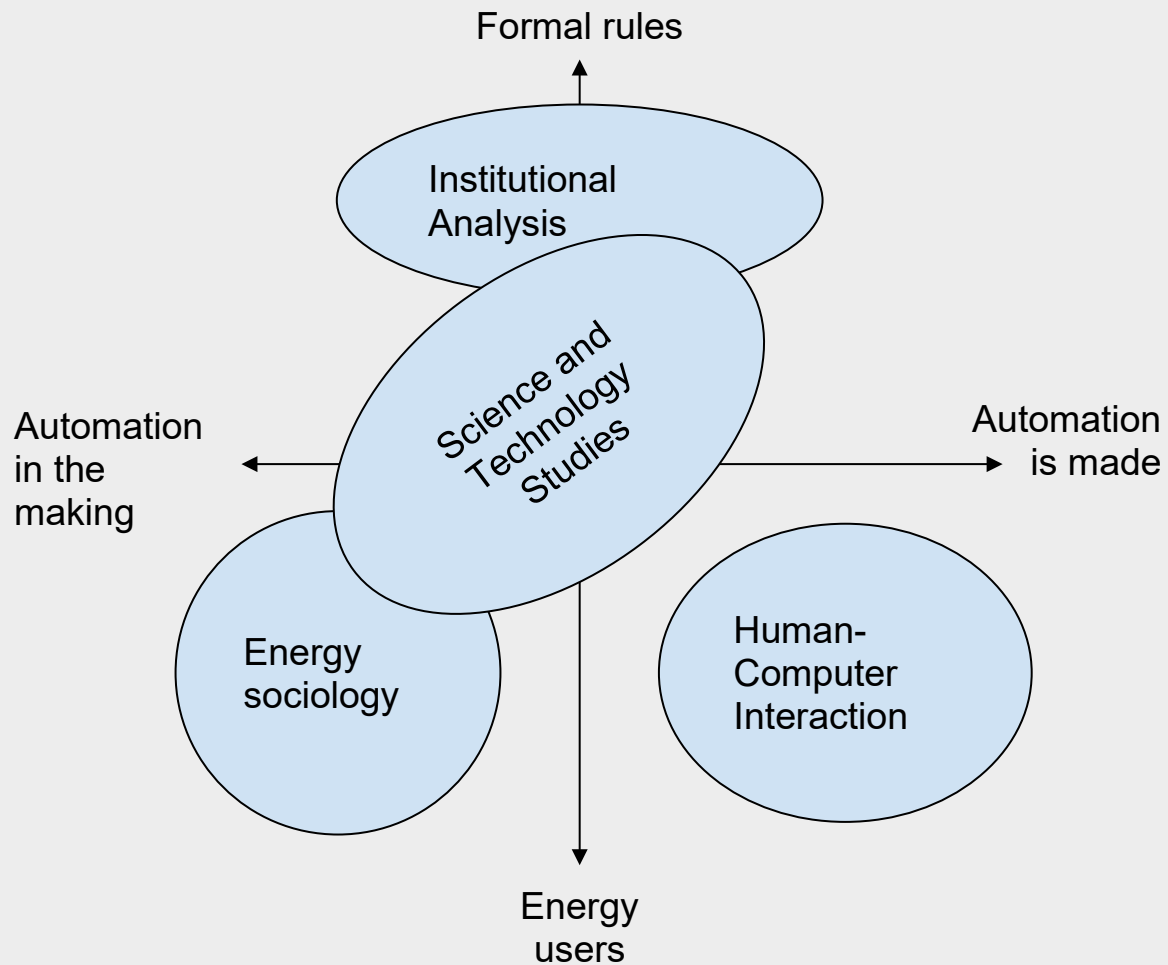 Formal rules
Institutional
Analysis
Science and
Technology
Studies
Automation
in the
making
Automation
is made
Energy
sociology
Human-
Computer
Interaction
Energy
users